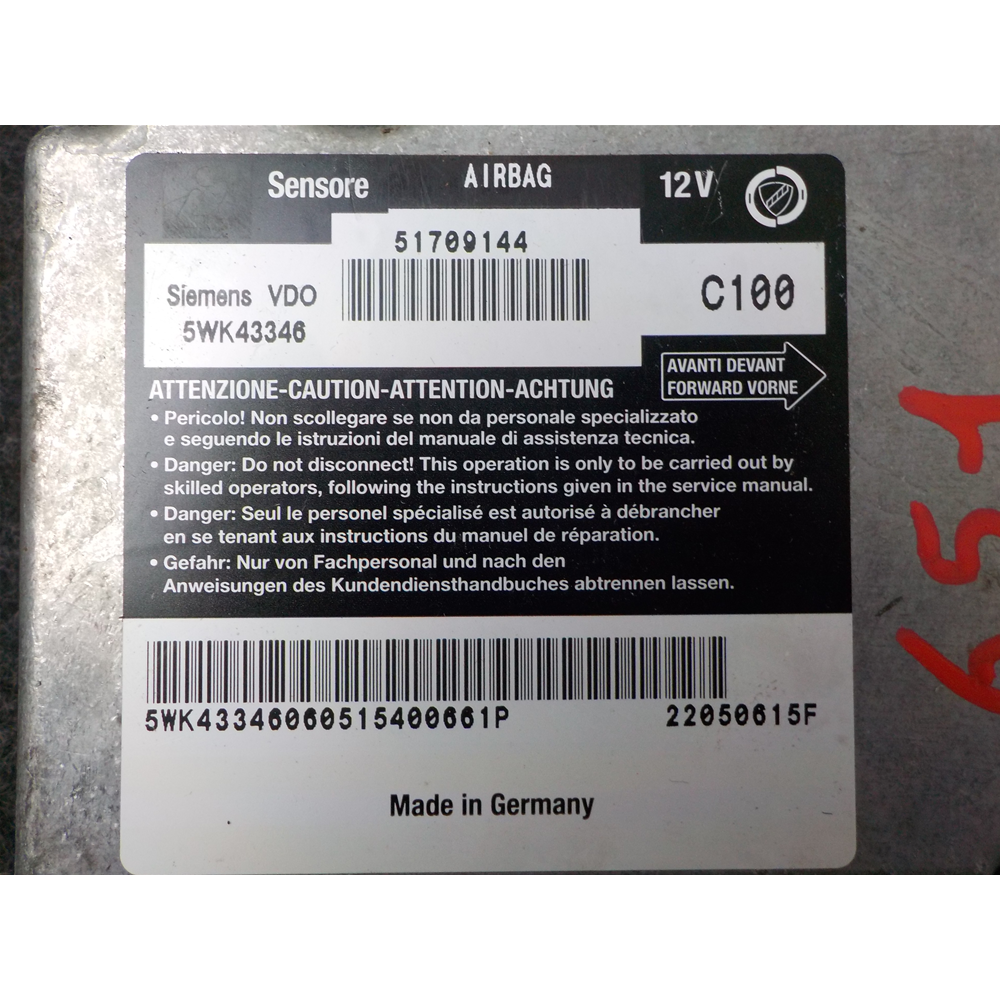 Sensore AIRBAG 12V
51709144
Siemens VDO
5WK43346
C100
AVANTI DEVANT
FORWARD VORNE
ATTENZIONE-CAUTION-ATTENTION-ACHTUNG
• Pericolo! Non scollegare se non da personale specializzato
e seguendo le istruzioni del manuale di assistenza tecnica.
• Danger: Do not disconnect! This operation is only to be carried out by
skilled operators, following the instructions given in the service manual.
• Danger: Seul le personel spécialisé est autorisé à débrancher
en se tenant aux instructions du manuel de réparation.
• Gefahr: Nur von Fachpersonal und nach den
Anweisungen des Kundendiensthandbuches abtrennen lassen.
5WK43346060515400661P 22050615F
Made in Germany
651